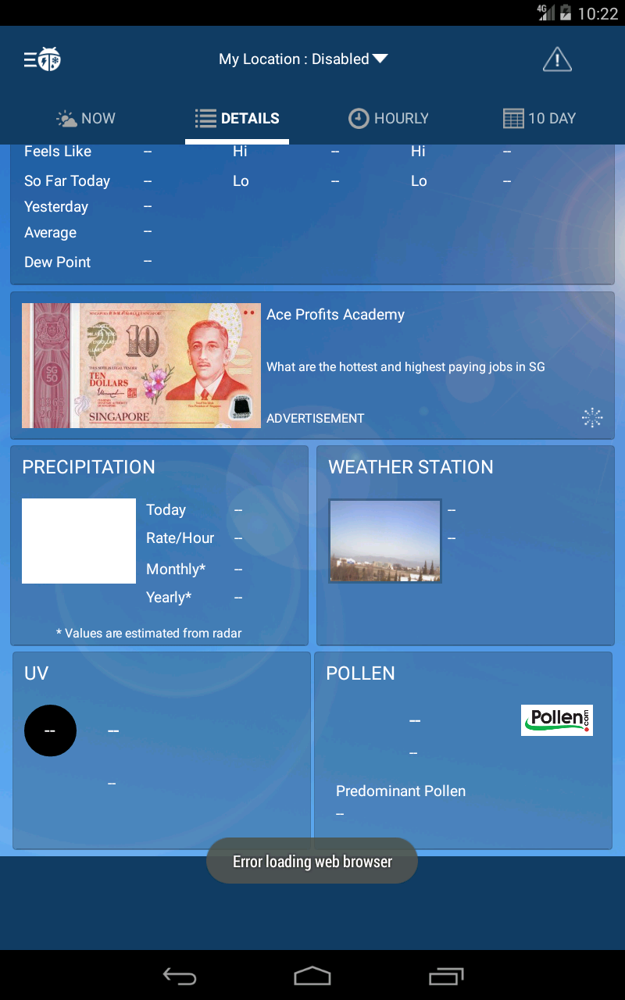 4G 10:22
My Location : Disabled
NOW DETAILS HOURLY 10 DAY
Feels Like -- Hi -- Hi --
So Far Today -- Lo -- Lo --
Yesterday --
Average --
Dew Point --
Ace Profits Academy
What are the hottest and highest paying jobs in SG
ADVERTISEMENT
10
SG
50
TEN
DOLLARS
1965
2015
SINGAPORE
PRECIPITATION
Today --
Rate/Hour --
Monthly* --
Yearly* --
* Values are estimated from radar
WEATHER STATION
--
--
UV
-- --
--
POLLEN
--
Pollen.com
--
Predominant Pollen
--
Error loading web browser